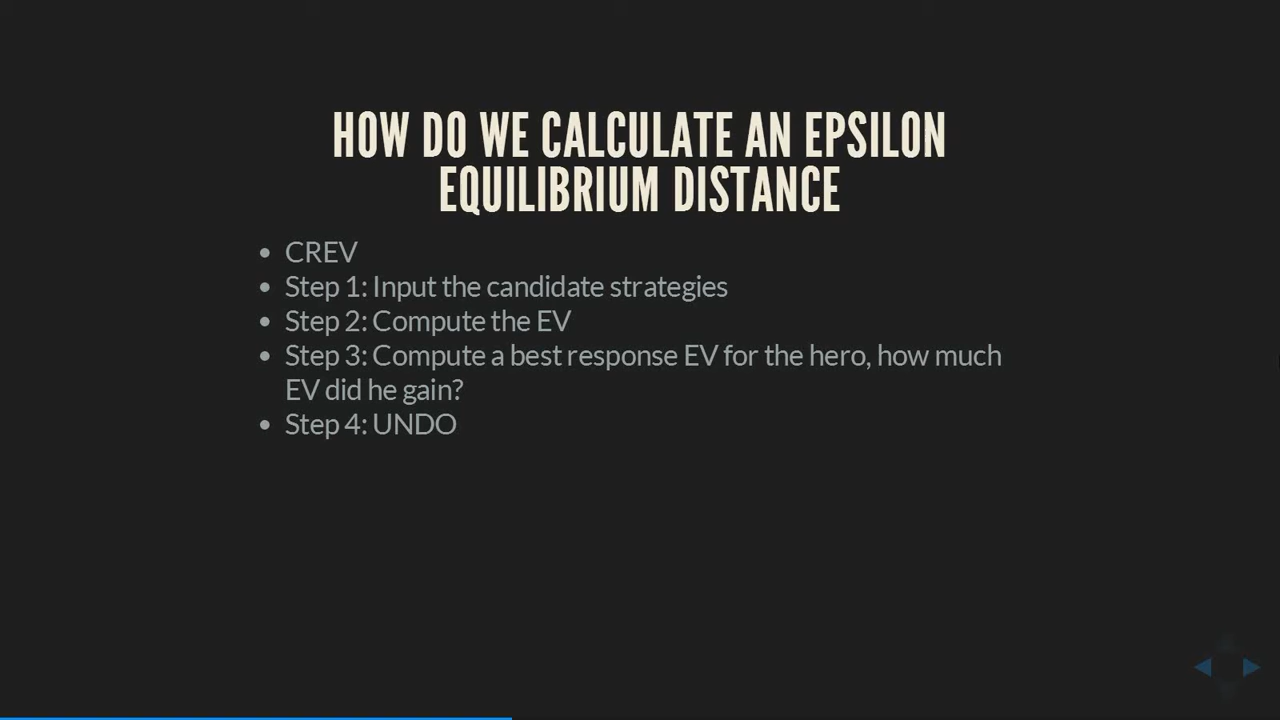 HOW DO WE CALCULATE AN EPSILON
EQUILIBRIUM DISTANCE
• CREV
• Step 1: Input the candidate strategies
• Step 2: Compute the EV
• Step 3: Compute a best response EV for the hero, how much
EV did he gain?
• Step 4: UNDO